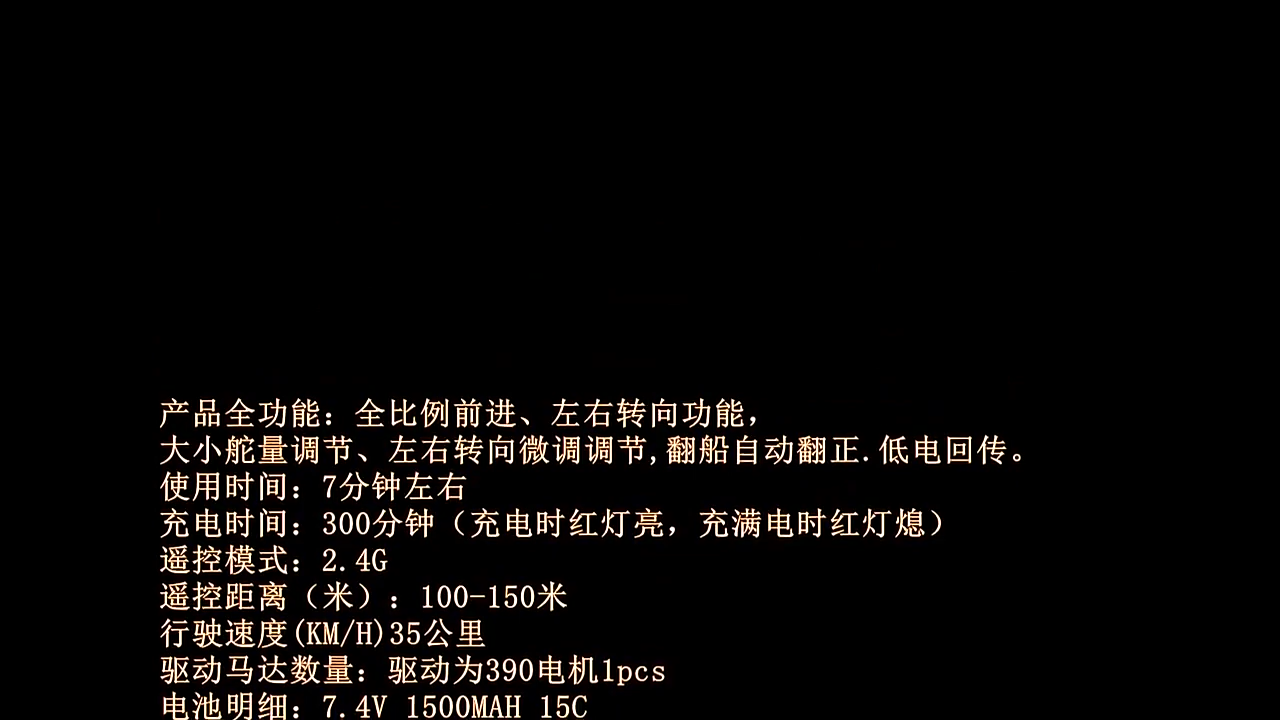 产品全功能：全比例前进、左右转向功能，
大小舵量调节、左右转向微调调节,翻船自动翻正.低电回传。
使用时间：7分钟左右
充电时间：300分钟（充电时红灯亮，充满电时红灯熄）
遥控模式：2.4G
遥控距离（米）：100-150米
行驶速度(KM/H)35公里
驱动马达数量：驱动为390电机1pcs
电池明细：7.4V 1500MAH 15C